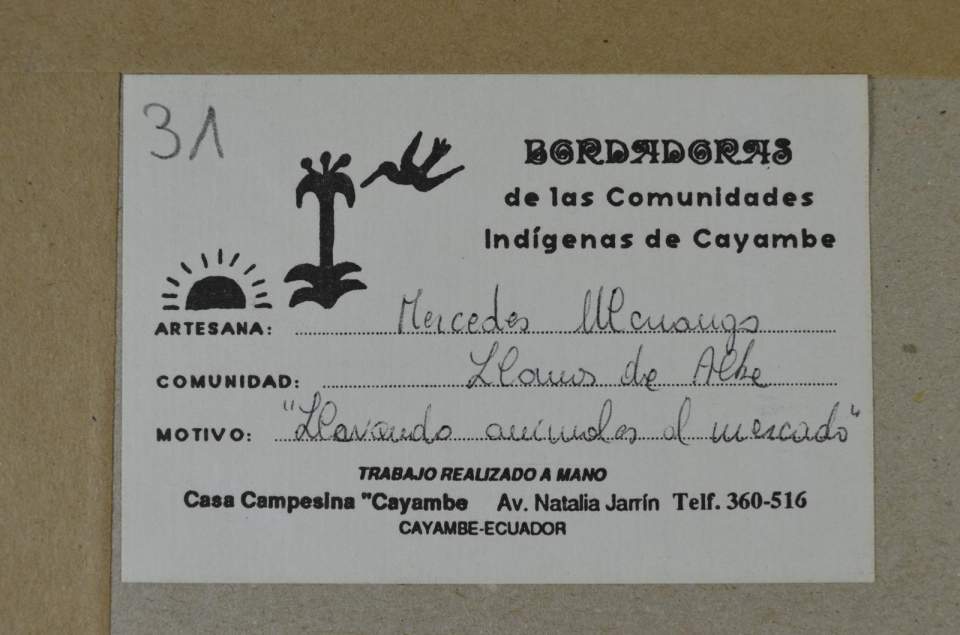 31
BORDADORAS
de las Comunidades
Indígenas de Cayambe
ARTESANA: Mercedes Ulcuango
COMUNIDAD: Llanos de Alba
MOTIVO: "Llevando animales al mercado"
TRABAJO REALIZADO A MANO
Casa Campesina "Cayambe Av. Natalia Jarrín Telf. 360-516
CAYAMBE-ECUADOR